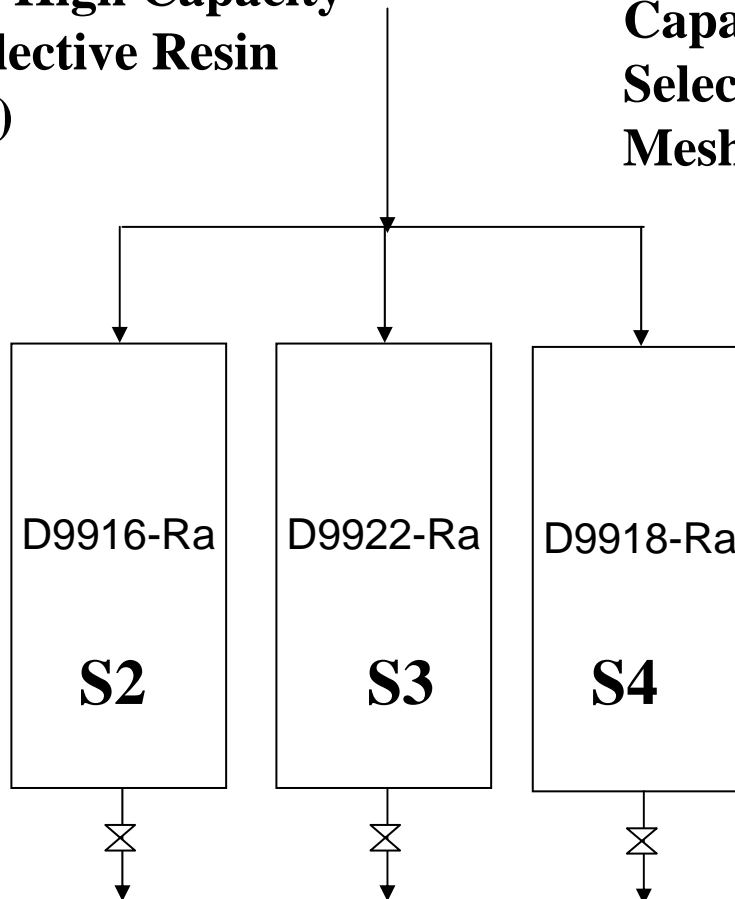 High Capacity
lective Resin
)
Capa
Selec
Mesh
D9916-Ra
D9922-Ra
D9918-Ra
S2
S3
S4